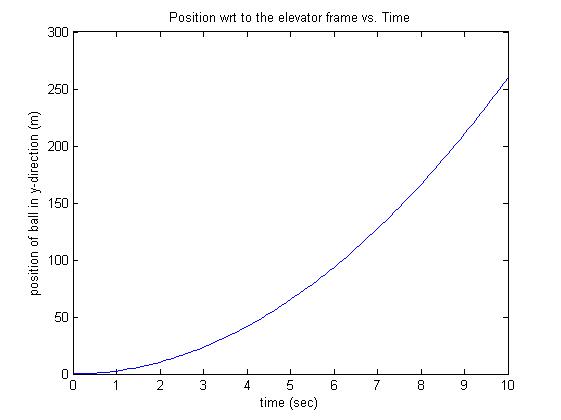 Position wrt to the elevator frame vs. Time
300
250
200
150
100
50
0
position of ball in y-direction (m)
0 1 2 3 4 5 6 7 8 9 10
time (sec)